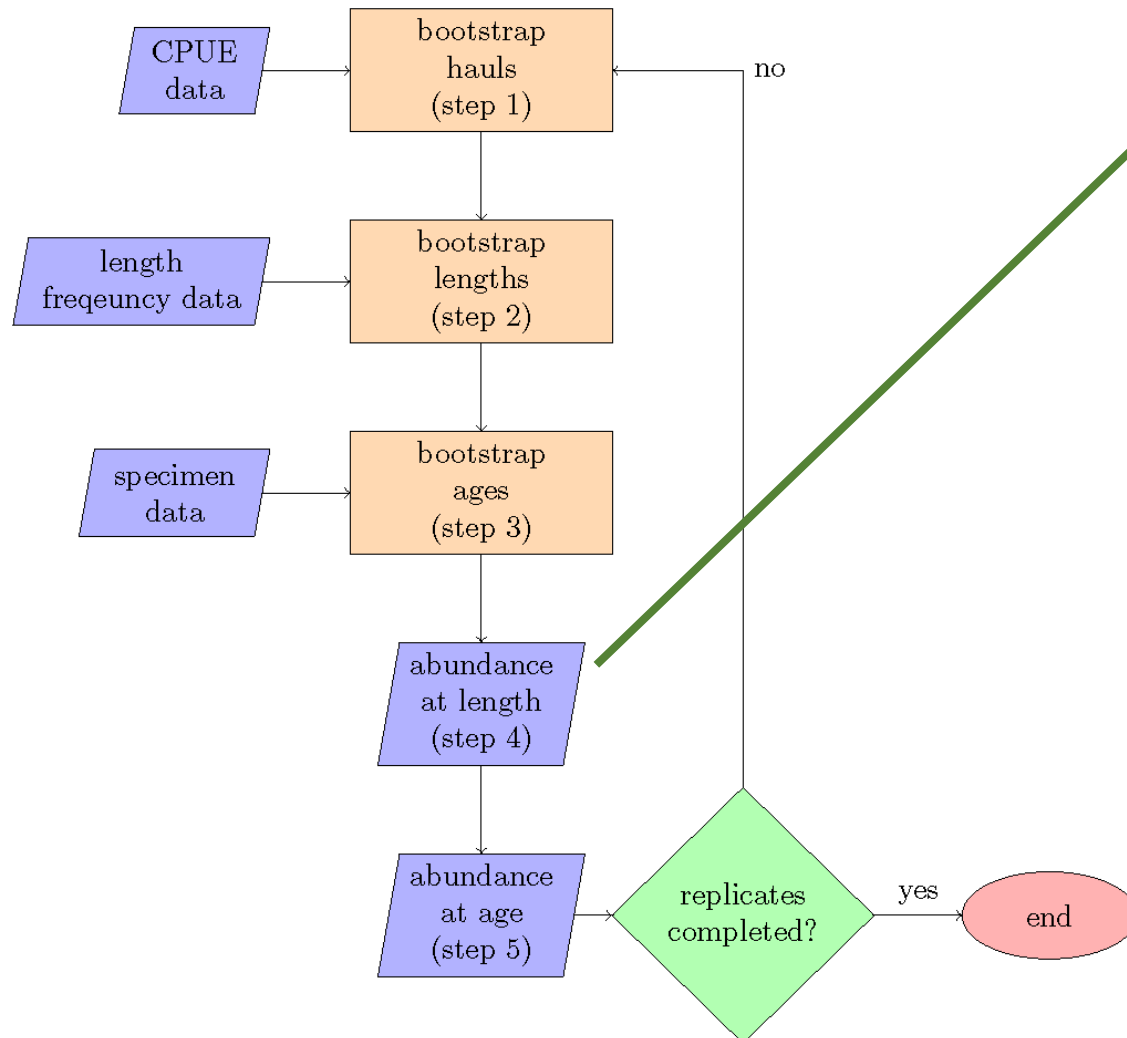 CPUE
data
bootstrap
hauls
(step 1)
no
length
freqeuncy data
bootstrap
lengths
(step 2)
specimen
data
bootstrap
ages
(step 3)
abundance
at length
(step 4)
abundance
at age
(step 5)
replicates
completed?
yes
end